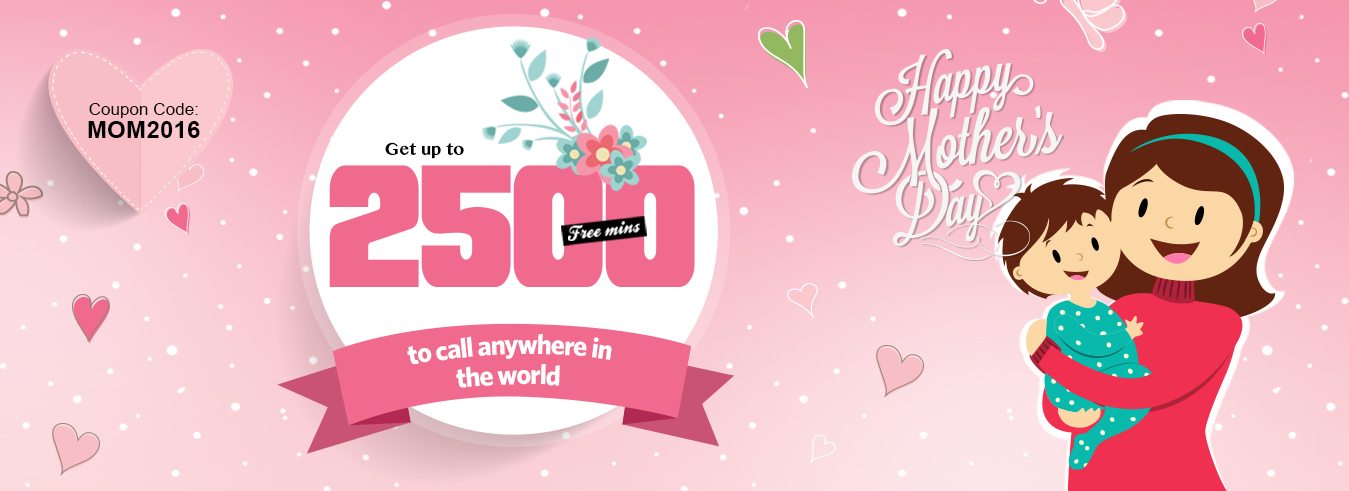 Coupon Code:
MOM2016
Get up to
2500
Free mins
to call anywhere in
the world
Happy
Mother's
Day